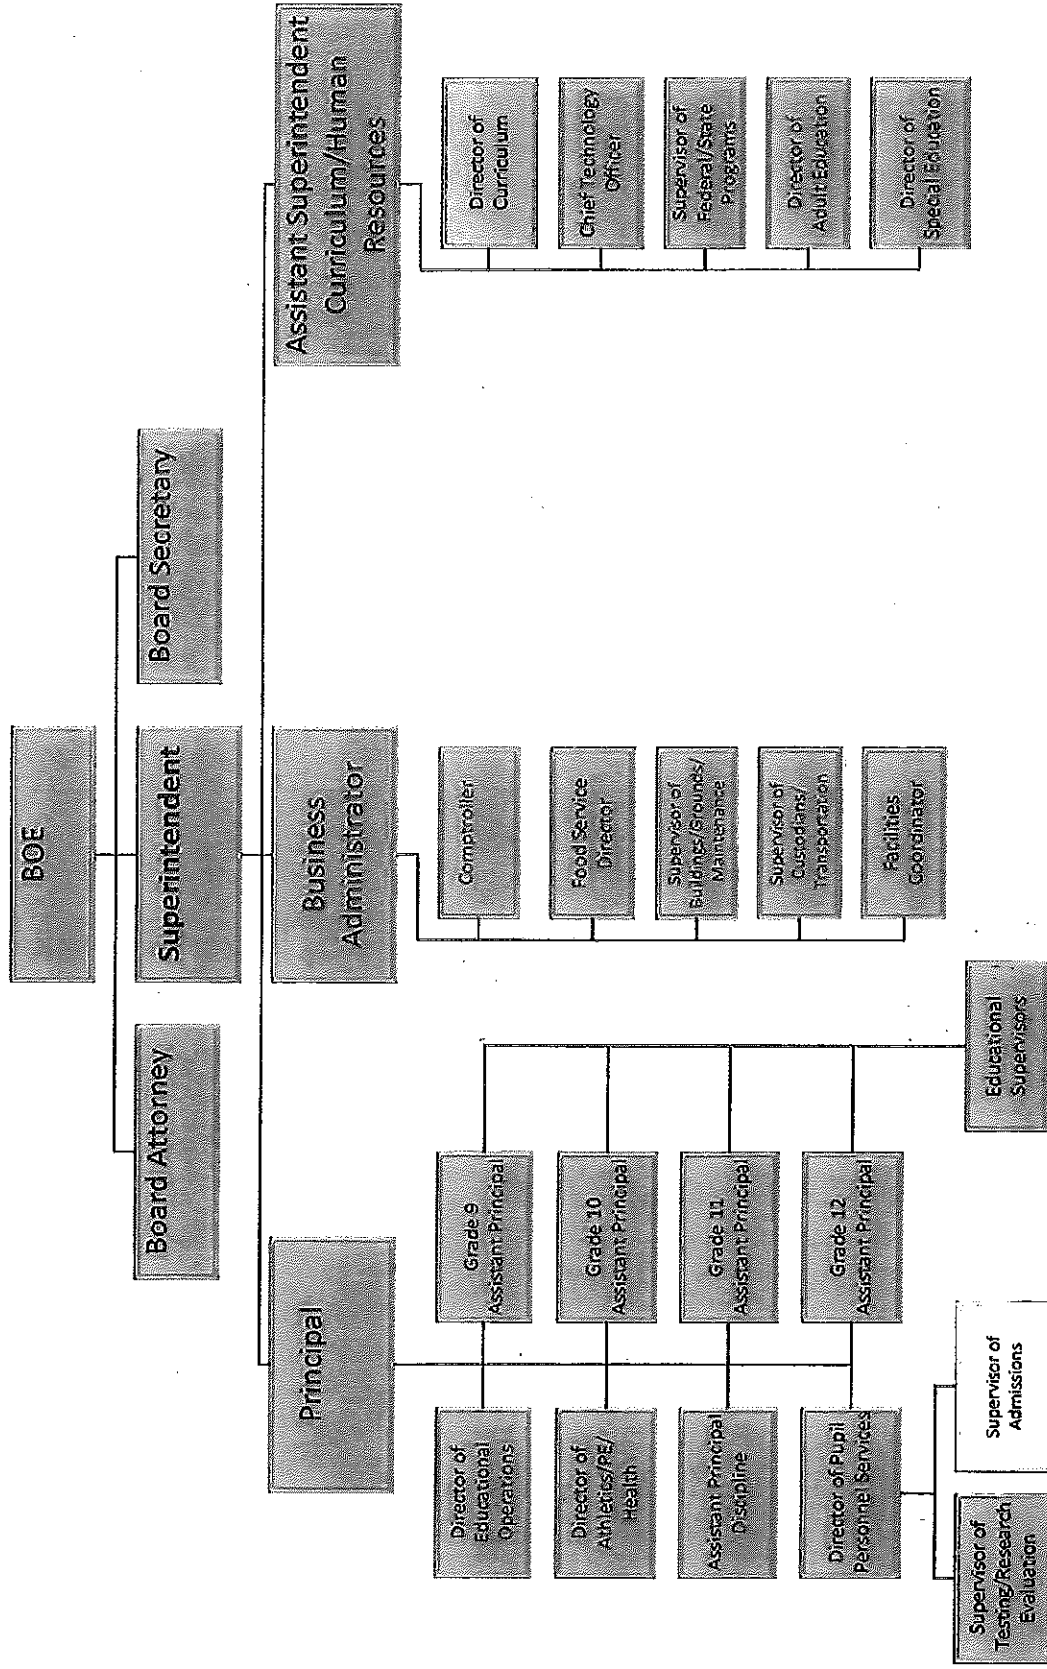 BOE
Board Attorney
Superintendent
Board Secretary
Principal
Business
Administrator
Assistant Superintendent
Curriculum/Human
Resources
Director of
Educational
Operations
Grade 9
Assistant Principal
Director of
Athletics/PE/
Health
Grade 10
Assistant Principal
Assistant Principal
Discipline
Grade 11
Assistant Principal
Director of Pupil
Personnel Services
Grade 12
Assistant Principal
Supervisor of
Testing/Research
Evaluation
Supervisor of
Admissions
Educational
Supervisors
Comptroller
Food Service
Director
Supervisor of
Buildings/Grounds/
Maintenance
Supervisor of
Custodians/
Transportation
Facilities
Coordinator
Director of
Curriculum
Chief Technology
Officer
Supervisor of
Federal/State
Programs
Director of
Adult Education
Director of
Special Education